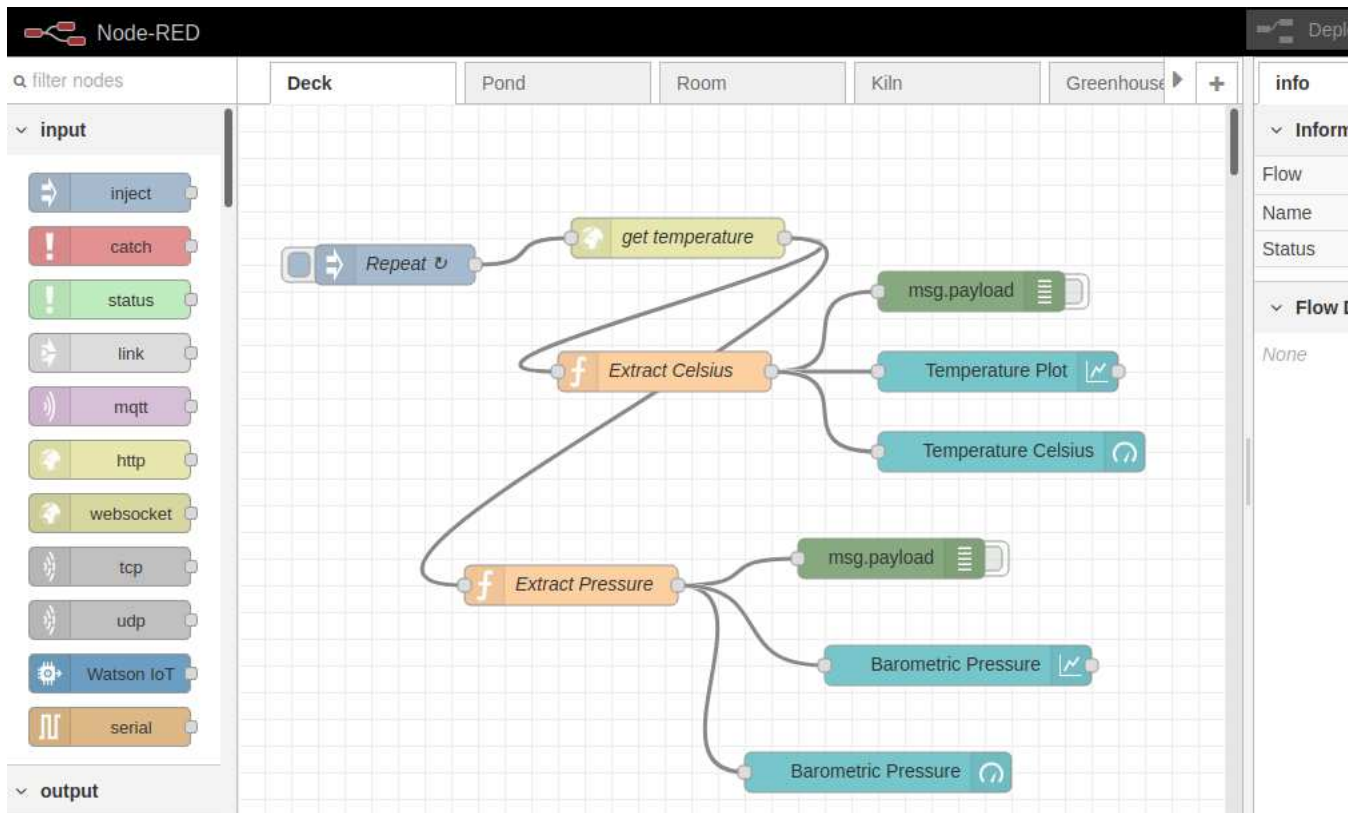 Node-RED
Depl
filter nodes
Deck
Pond
Room
Kiln
Greenhouse
+
info
input
inject
catch
status
link
mqtt
http
websocket
tcp
udp
Watson IoT
serial
output
Repeat ↻
get temperature
msg.payload
Extract Celsius
Temperature Plot
Temperature Celsius
Extract Pressure
msg.payload
Barometric Pressure
Barometric Pressure
Inform
Flow
Name
Status
Flow D
None